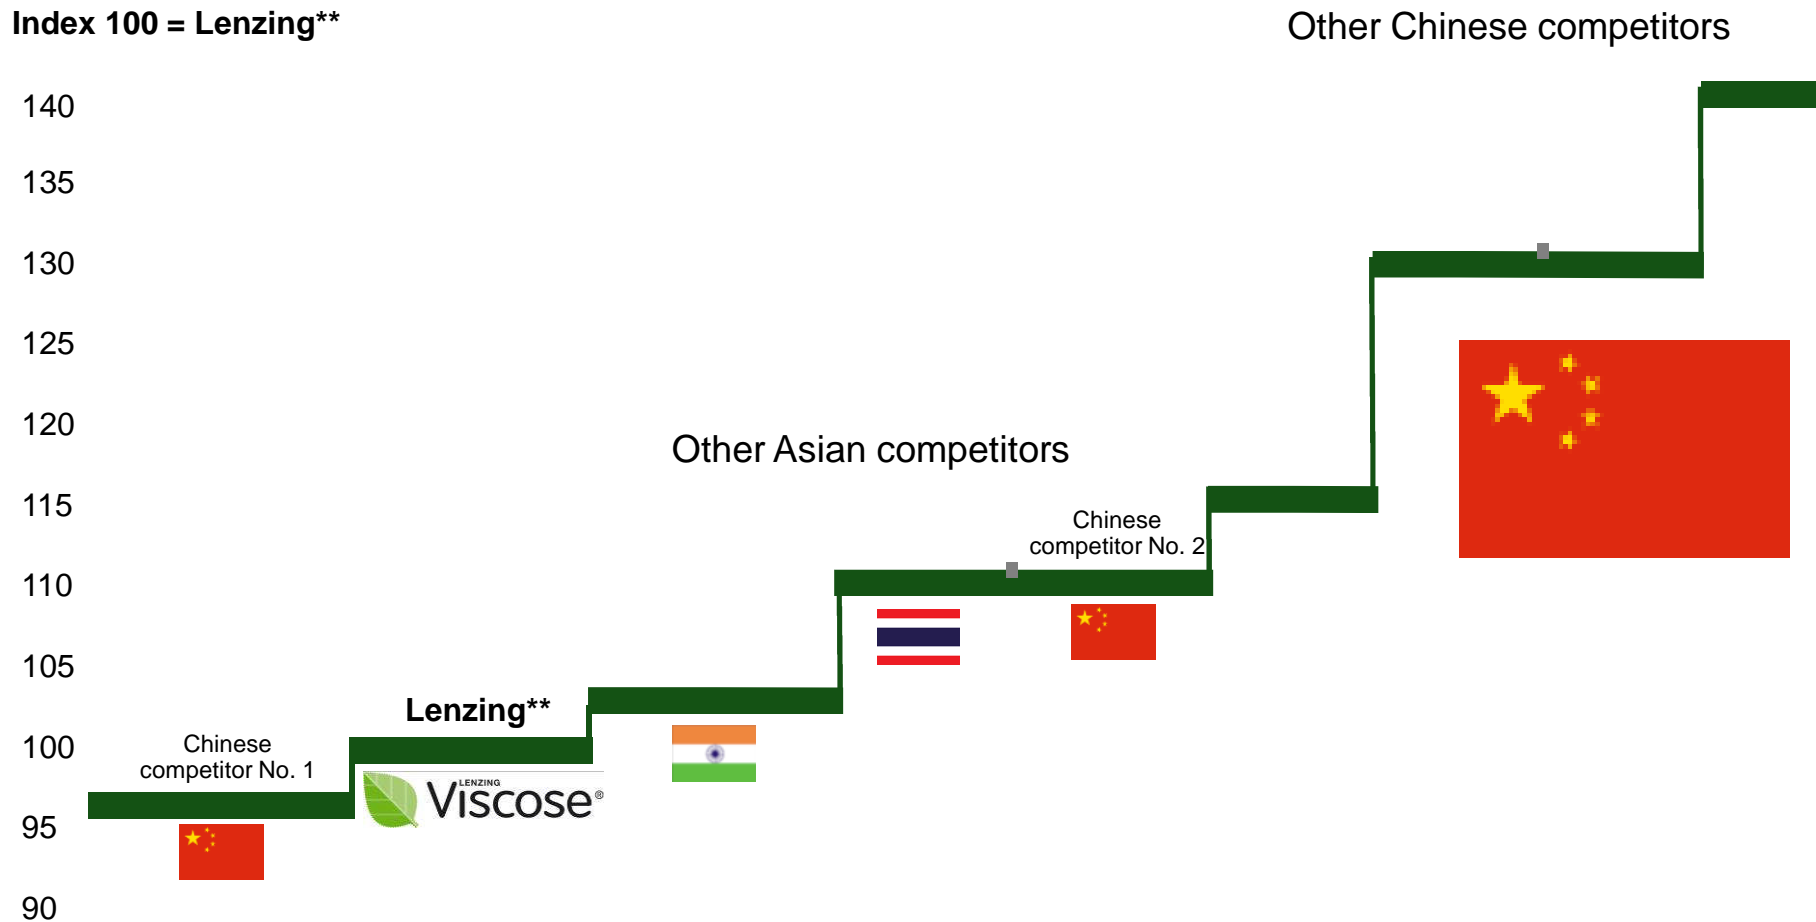 Index 100 = Lenzing**
Other Chinese competitors
140
135
130
125
120
Other Asian competitors
115
Chinese
competitor No. 2
110
105
Lenzing**
100
Chinese
competitor No. 1
LENZING
Viscose®
95
90